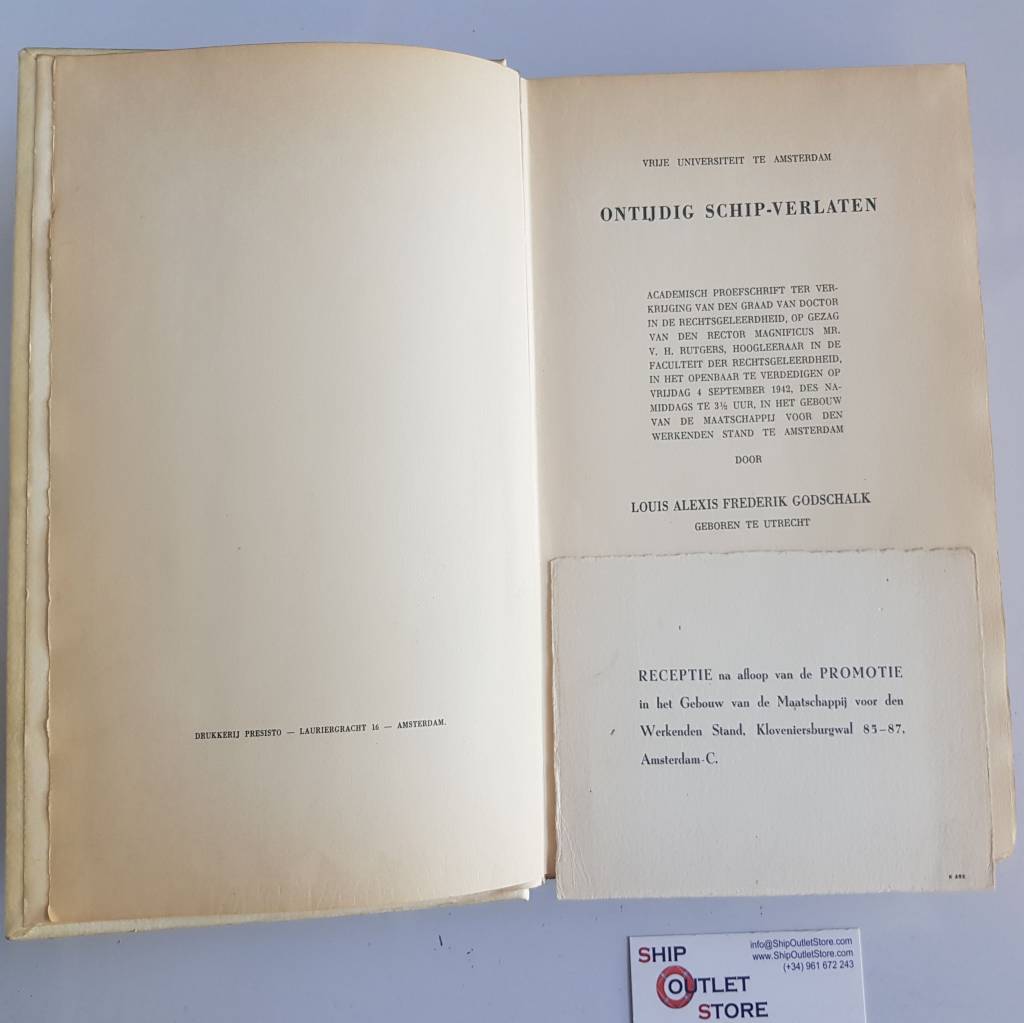 DRUKKERIJ PRESISTO — LAURIERGRACHT 16 — AMSTERDAM.
VRIJE UNIVERSITEIT TE AMSTERDAM
ONTIJDIG SCHIP-VERLATEN
ACADEMISCH PROEFSCHRIFT TER VER-
KRIJGING VAN DEN GRAAD VAN DOCTOR
IN DE RECHTSGELEERDHEID, OP GEZAG
VAN DEN RECTOR MAGNIFICUS MR.
V. H. RUTGERS, HOOGLEERAAR IN DE
FACULTEIT DER RECHTSGELEERDHEID,
IN HET OPENBAAR TE VERDEDIGEN OP
VRIJDAG 4 SEPTEMBER 1942, DES NA-
MIDDAGS TE 3½ UUR, IN HET GEBOUW
VAN DE MAATSCHAPPIJ VOOR DEN
WERKENDEN STAND TE AMSTERDAM
DOOR
LOUIS ALEXIS FREDERIK GODSCHALK
GEBOREN TE UTRECHT
RECEPTIE na afloop van de PROMOTIE
in het Gebouw van de Maatschappij voor den
Werkenden Stand, Kloveniersburgwal 85–87,
Amsterdam-C.
SHIP
OUTLET
STORE
info@ShipOutletStore.com
www.ShipOutletStore.com
(+34) 961 672 243